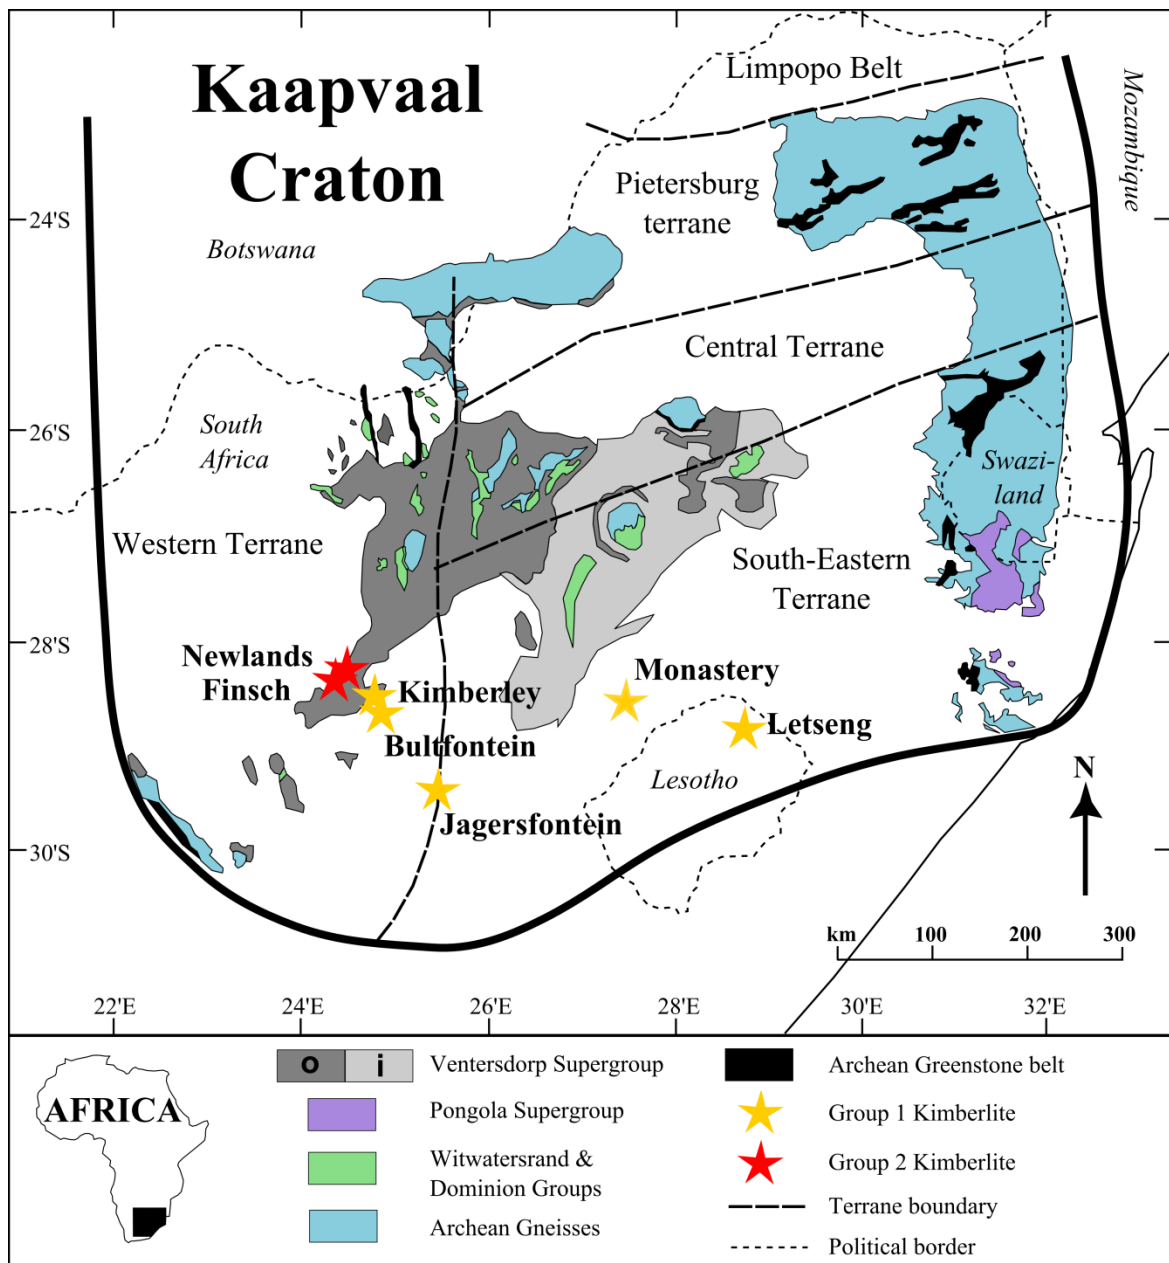 Kaapvaal
Craton
Limpopo Belt
Mozambique
Pietersburg
terrane
24'S
Botswana
Central Terrane
South
Africa
26'S
Swazi-
land
Western Terrane
South-Eastern
Terrane
28'S
Newlands
Finsch
Kimberley
Monastery
Bultfontein
Letseng
Lesotho
N
Jagersfontein
30'S
km 100 200 300
22'E 24'E 26'E 28'E 30'E 32'E
AFRICA
o i Ventersdorp Supergroup
Pongola Supergroup
Witwatersrand &
Dominion Groups
Archean Gneisses
Archean Greenstone belt
Group 1 Kimberlite
Group 2 Kimberlite
Terrane boundary
Political border